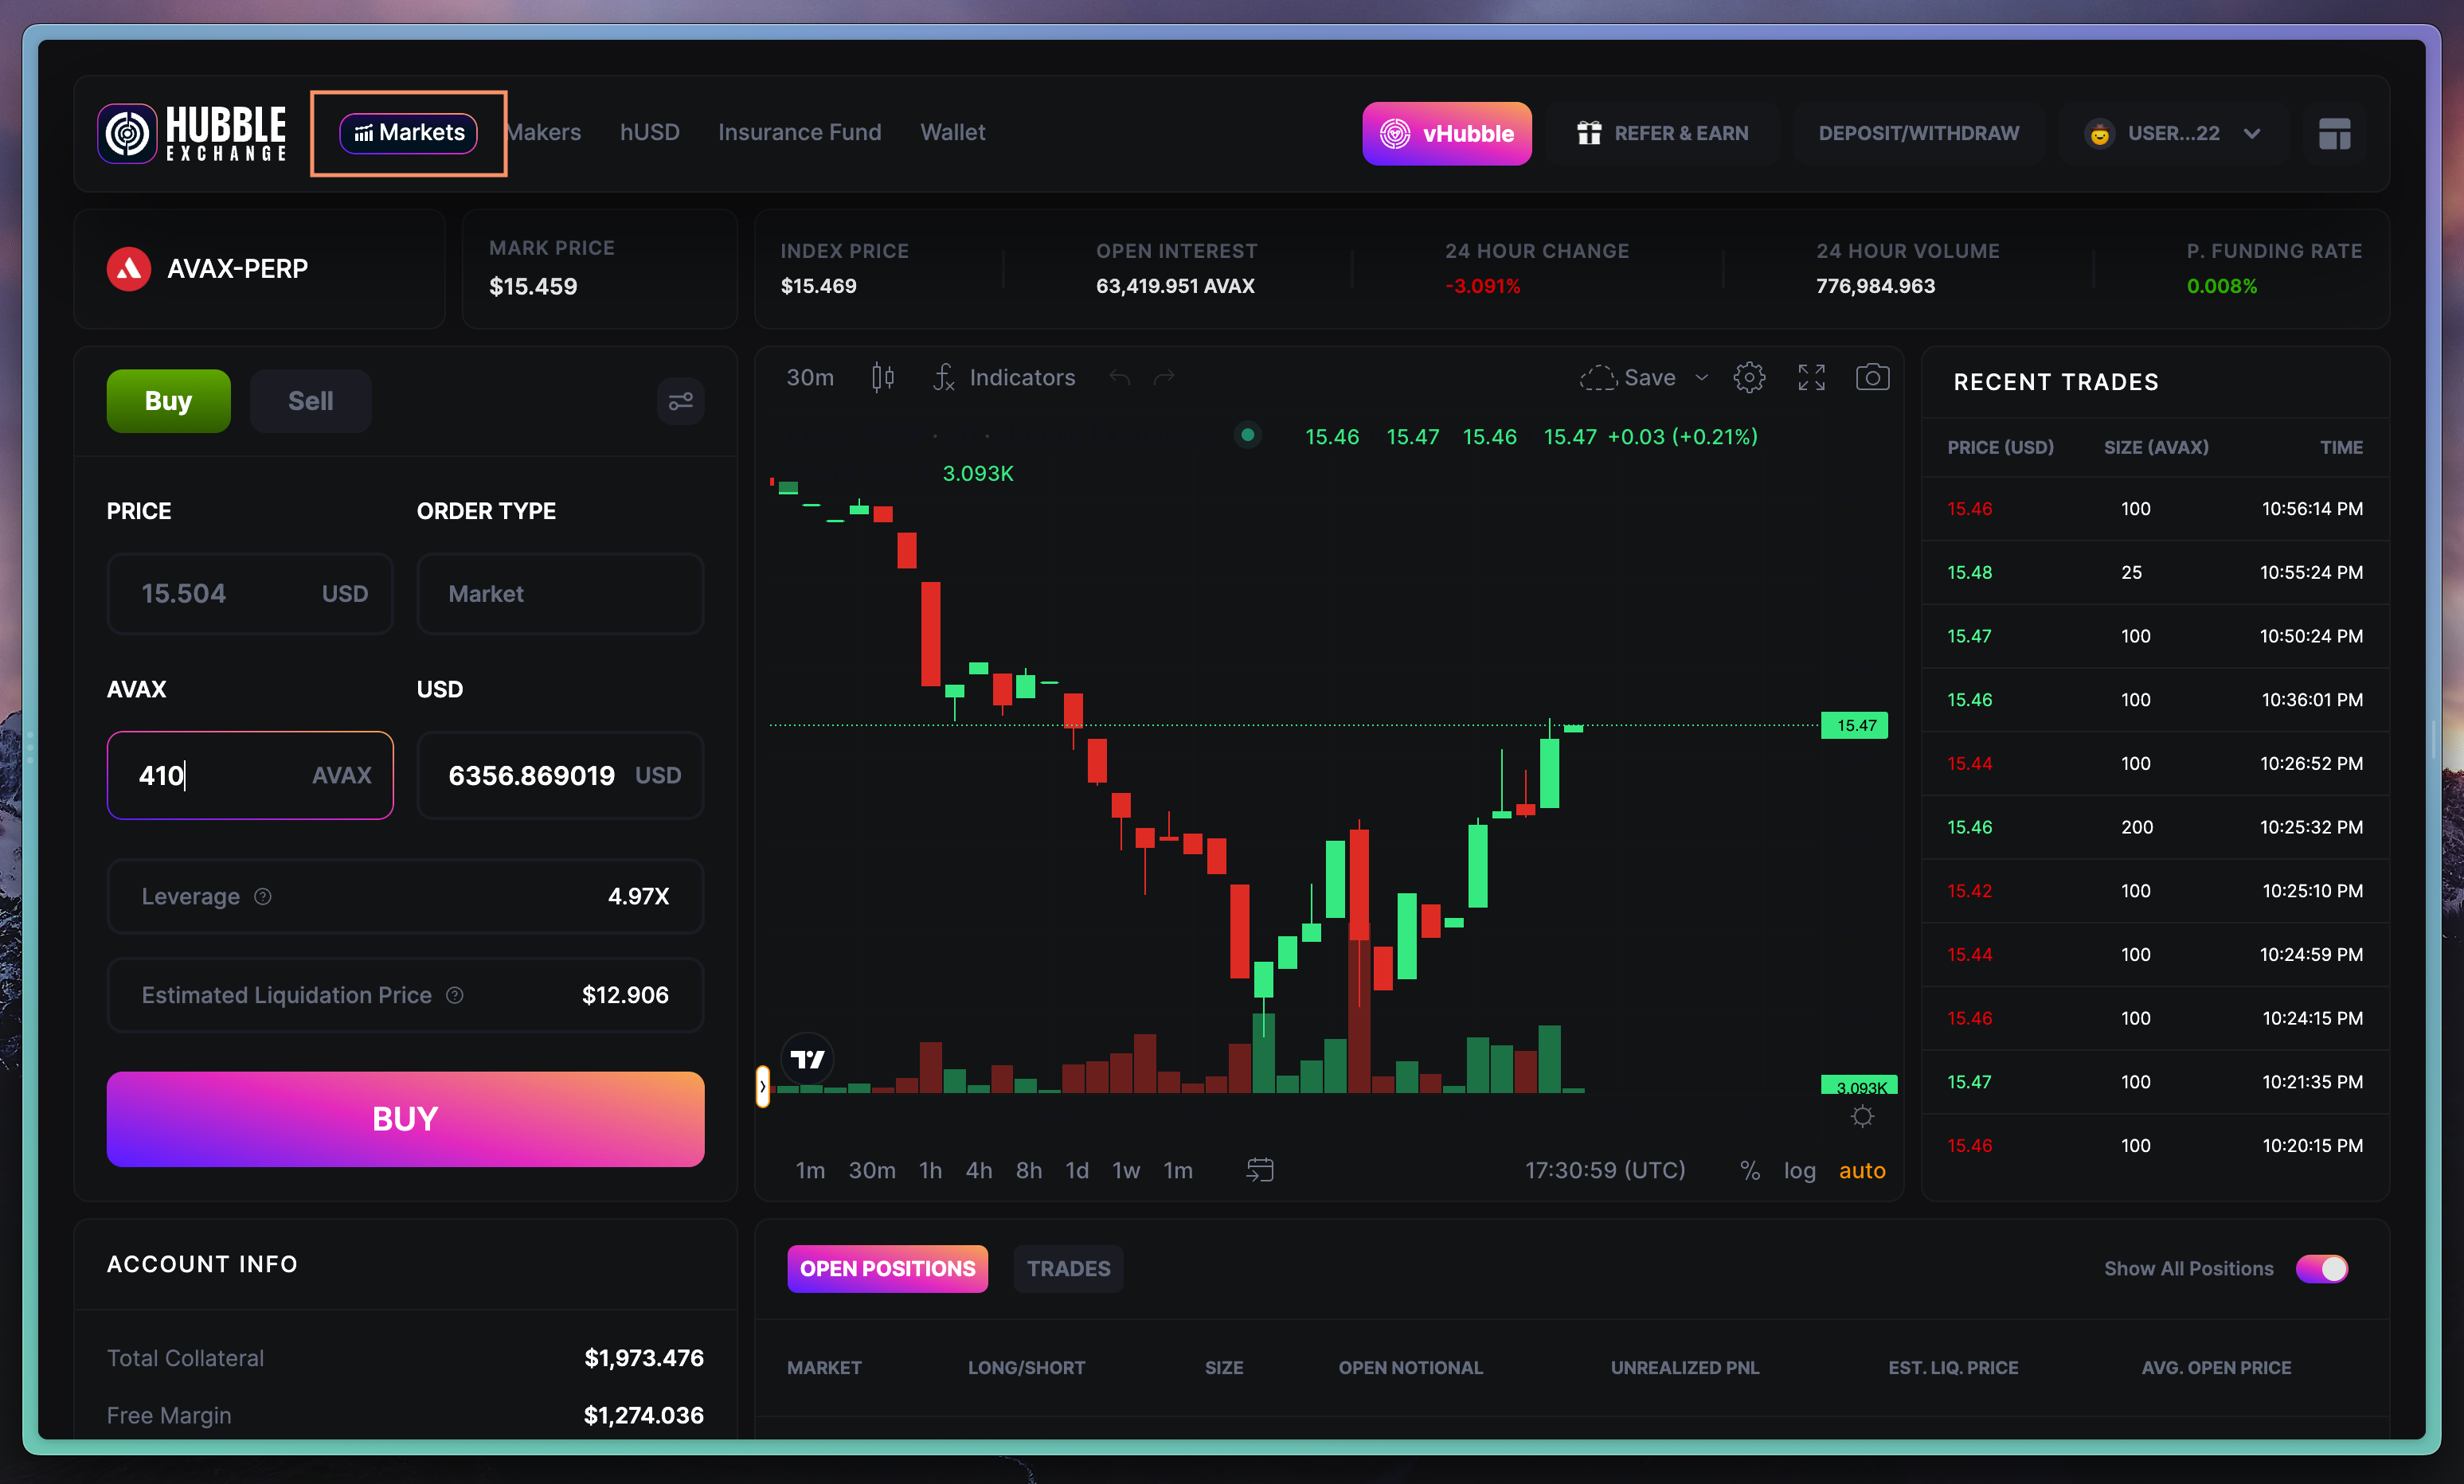 HUBBLE
EXCHANGE
Markets
Makers
hUSD
Insurance Fund
Wallet
vHubble
REFER & EARN
DEPOSIT/WITHDRAW
USER...22
AVAX-PERP
MARK PRICE
$15.459
INDEX PRICE
$15.469
OPEN INTEREST
63,419.951 AVAX
24 HOUR CHANGE
-3.091%
24 HOUR VOLUME
776,984.963
P. FUNDING RATE
0.008%
Buy
Sell
PRICE
ORDER TYPE
15.504 USD
Market
AVAX
USD
410 AVAX
6356.869019 USD
Leverage
4.97X
Estimated Liquidation Price
$12.906
BUY
30m
Indicators
Save
15.46 15.47 15.46 15.47 +0.03 (+0.21%)
3.093K
15.47
3.093K
1m 30m 1h 4h 8h 1d 1w 1m
17:30:59 (UTC)
% log auto
RECENT TRADES
PRICE (USD) SIZE (AVAX) TIME
15.46 100 10:56:14 PM
15.48 25 10:55:24 PM
15.47 100 10:50:24 PM
15.46 100 10:36:01 PM
15.44 100 10:26:52 PM
15.46 200 10:25:32 PM
15.42 100 10:25:10 PM
15.44 100 10:24:59 PM
15.46 100 10:24:15 PM
15.47 100 10:21:35 PM
15.46 100 10:20:15 PM
ACCOUNT INFO
Total Collateral $1,973.476
Free Margin $1,274.036
OPEN POSITIONS
TRADES
Show All Positions
MARKET LONG/SHORT SIZE OPEN NOTIONAL UNREALIZED PNL EST. LIQ. PRICE AVG. OPEN PRICE